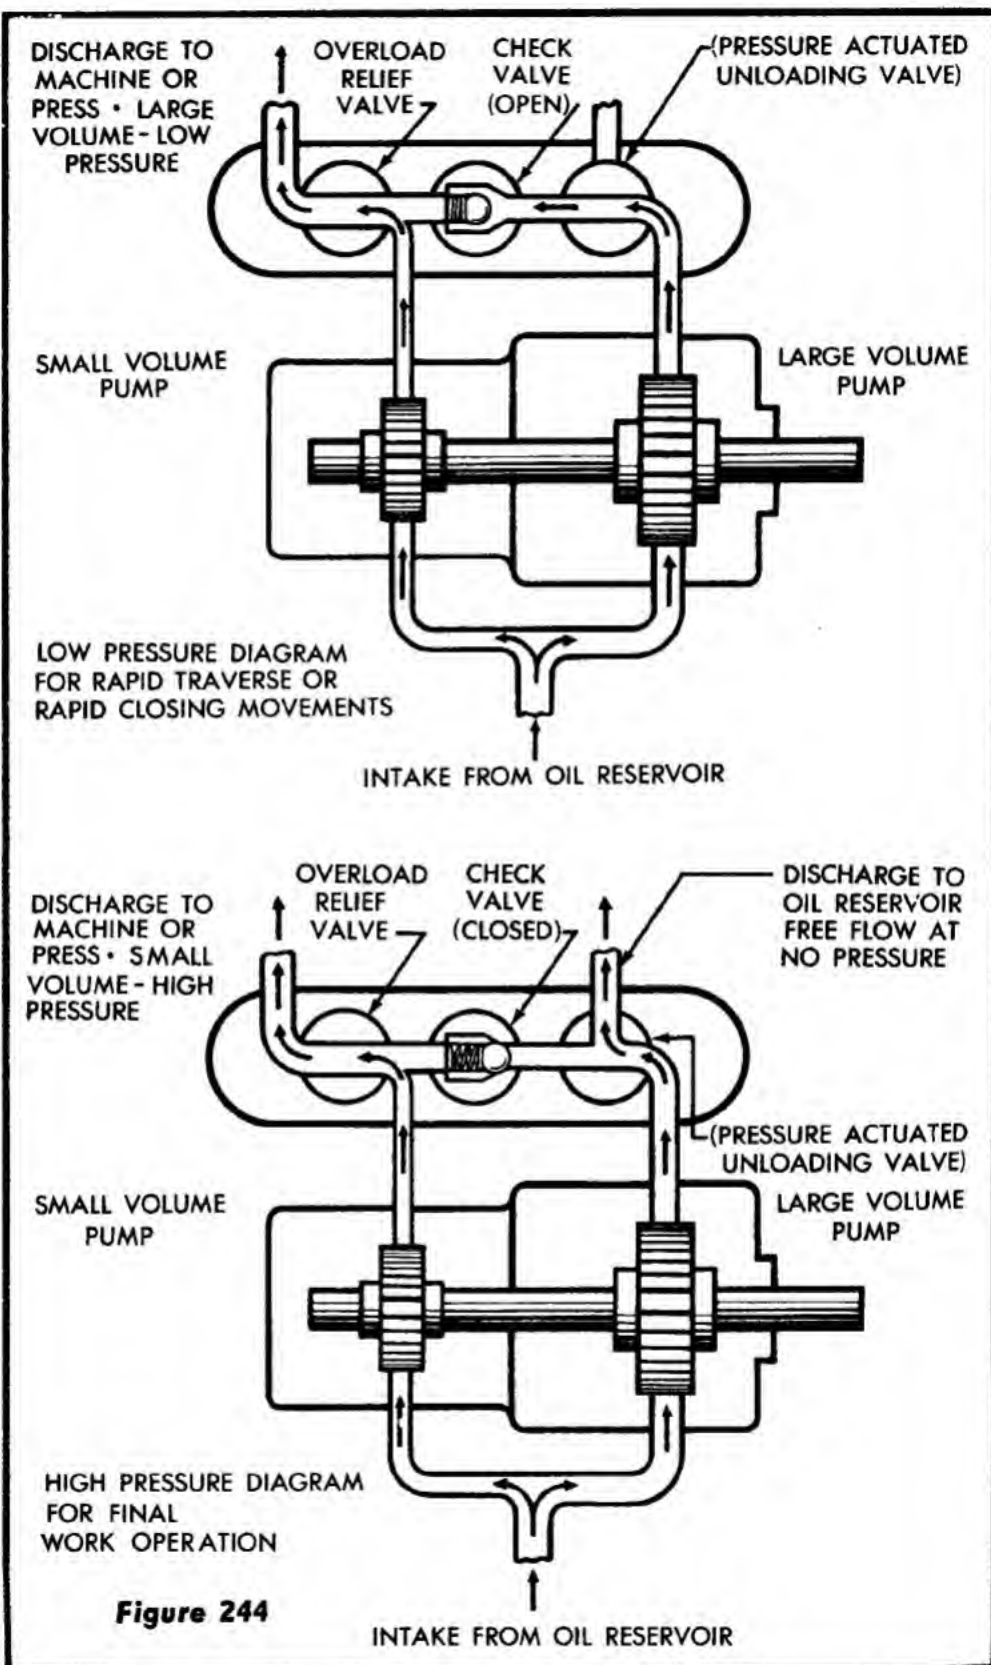 DISCHARGE TO
MACHINE OR
PRESS • LARGE
VOLUME - LOW
PRESSURE
OVERLOAD
RELIEF
VALVE
CHECK
VALVE
(OPEN)
(PRESSURE ACTUATED
UNLOADING VALVE)
SMALL VOLUME
PUMP
LARGE VOLUME
PUMP
LOW PRESSURE DIAGRAM
FOR RAPID TRAVERSE OR
RAPID CLOSING MOVEMENTS
INTAKE FROM OIL RESERVOIR
DISCHARGE TO
MACHINE OR
PRESS • SMALL
VOLUME - HIGH
PRESSURE
OVERLOAD
RELIEF
VALVE
CHECK
VALVE
(CLOSED)
DISCHARGE TO
OIL RESERVOIR
FREE FLOW AT
NO PRESSURE
(PRESSURE ACTUATED
UNLOADING VALVE)
SMALL VOLUME
PUMP
LARGE VOLUME
PUMP
HIGH PRESSURE DIAGRAM
FOR FINAL
WORK OPERATION
Figure 244
INTAKE FROM OIL RESERVOIR